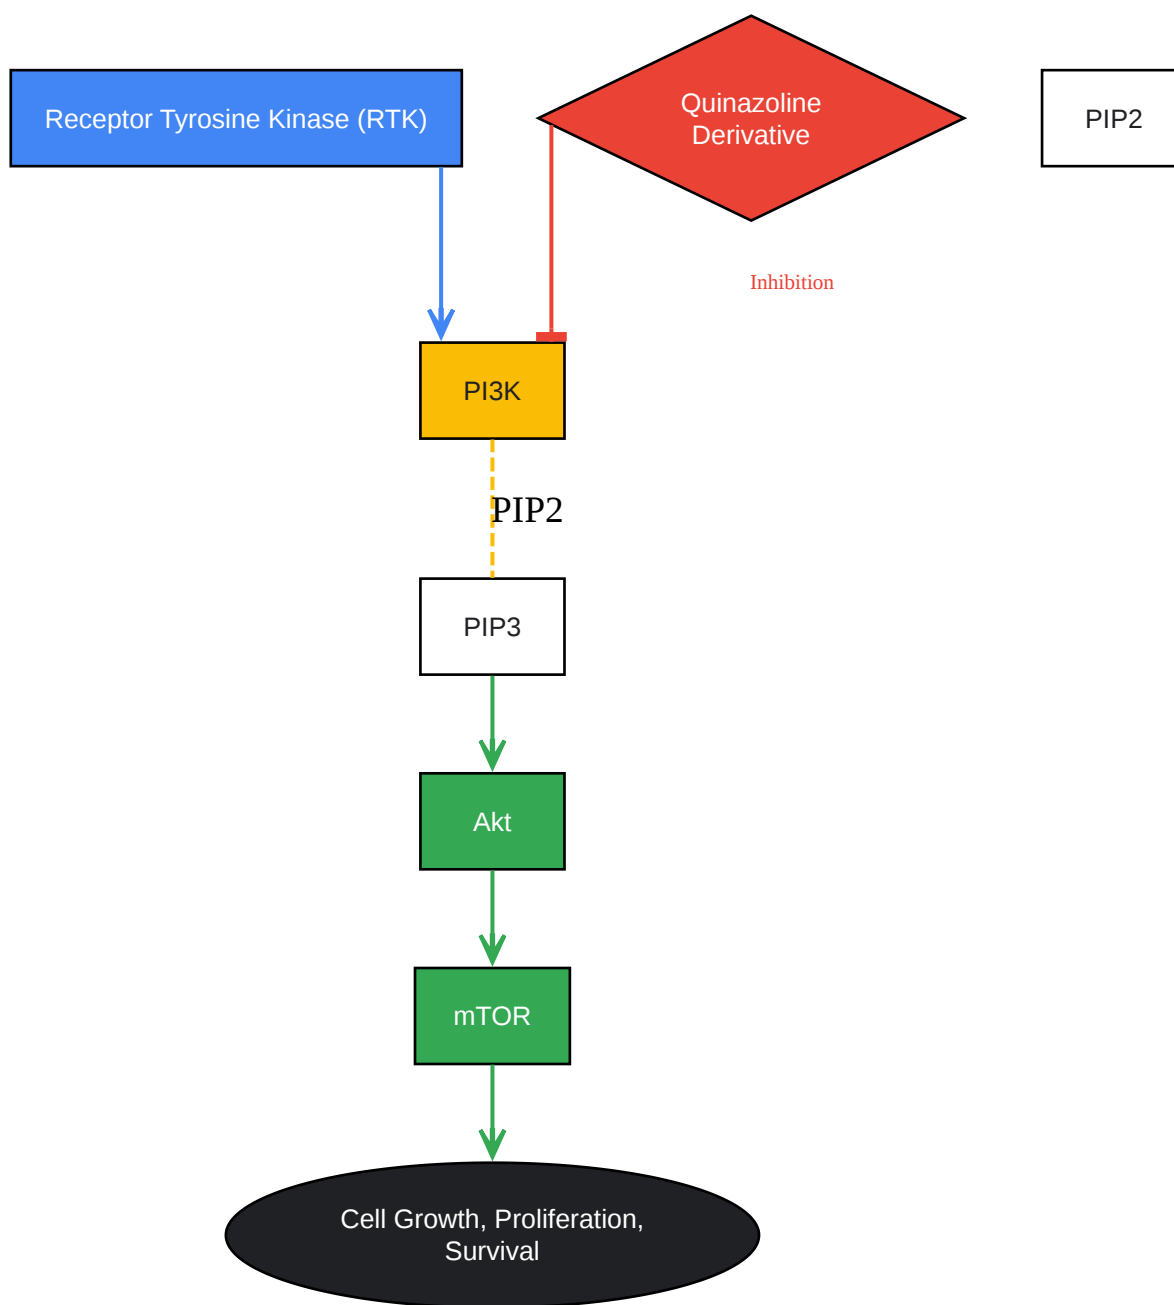 Receptor Tyrosine Kinase (RTK)
Quinazoline
Derivative
PIP2
Inhibition
PI3K
PIP2
PIP3
Akt
mTOR
Cell Growth, Proliferation,
Survival